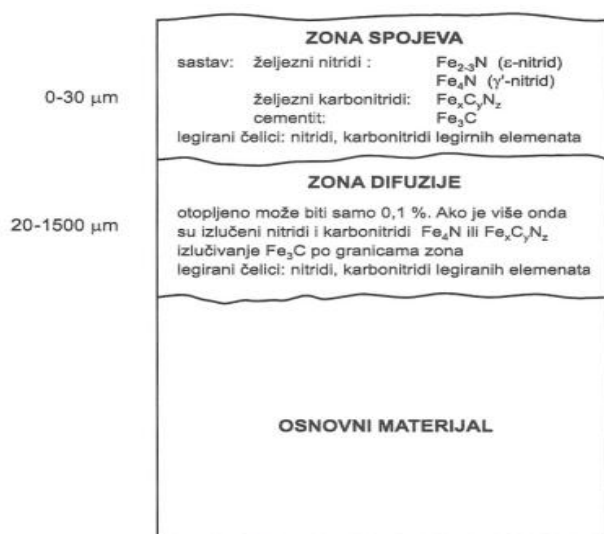 ZONA SPOJEVA
sastav: željezni nitridi : Fe₂₋₃N (ε-nitrid)
Fe₄N (γ'-nitrid)
0-30 μm
željezni karbonitridi: FeₓCᵧN_z
cementit: Fe₃C
legirani čelici: nitridi, karbonitridi legirnih elemenata
ZONA DIFUZIJE
otopljeno može biti samo 0,1 %. Ako je više onda
20-1500 μm
su izlučeni nitridi i karbonitridi Fe₄N ili FeₓCᵧN_z
izlučivanje Fe₃C po granicama zona
legirani čelici: nitridi, karbonitridi legiranih elemenata
OSNOVNI MATERIJAL